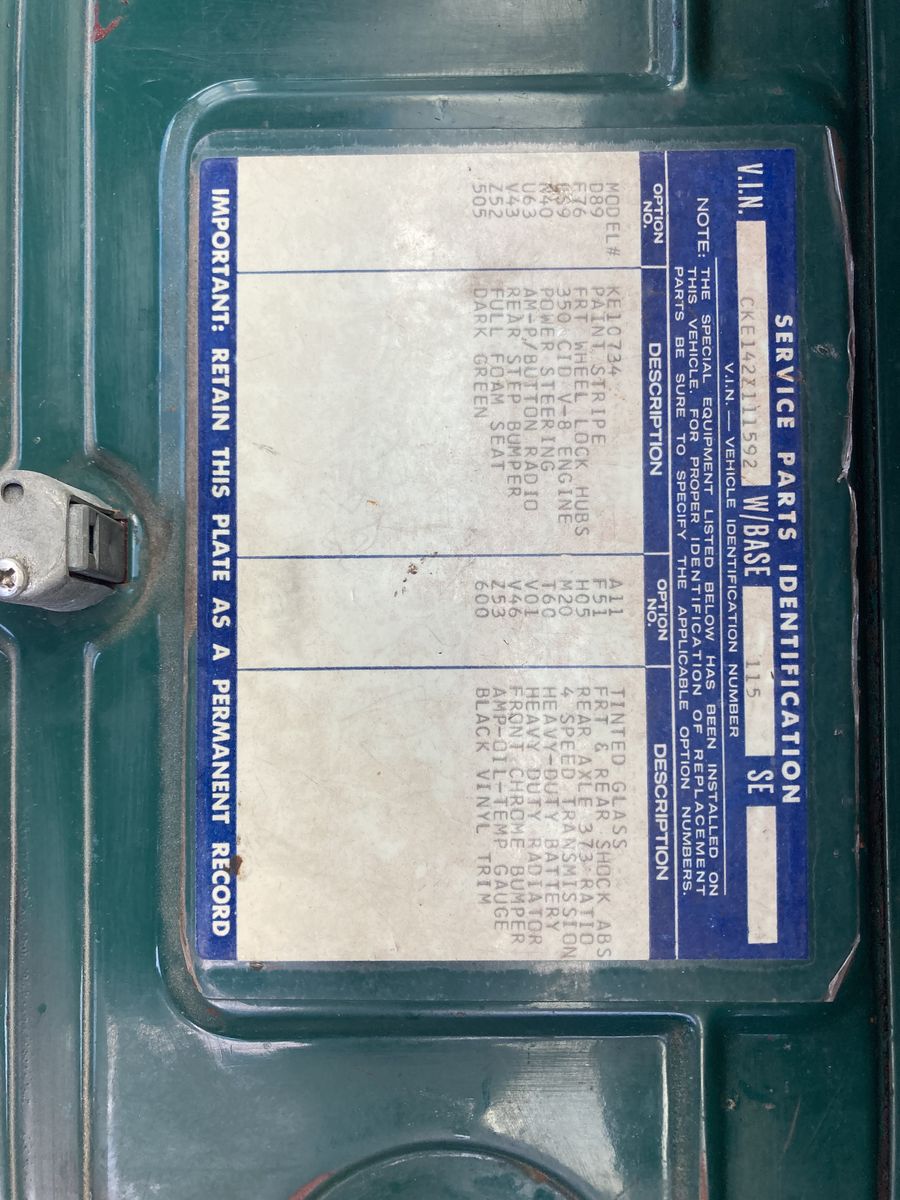 SERVICE PARTS IDENTIFICATION
V.I.N. CKE142Z111592 W/BASE 115 SE
V.I.N. — VEHICLE IDENTIFICATION NUMBER
NOTE: THE SPECIAL EQUIPMENT LISTED BELOW HAS BEEN INSTALLED ON
THIS VEHICLE. FOR PROPER IDENTIFICATION OF REPLACEMENT
PARTS BE SURE TO SPECIFY THE APPLICABLE OPTION NUMBERS.
OPTION NO. DESCRIPTION OPTION NO. DESCRIPTION
MODEL# KE10734 A11 TINTED GLASS
D89 PAINT STRIPE F51 FRT & REAR SHOCK ABS
F76 FRT WHEEL LOCK HUBS H05 REAR AXLE 373 RATIO
350 CID V-8 ENGINE M20 4 SPEED TRANSMISSION
N40 POWER STEERING T60 HEAVY-DUTY BATTERY
U63 AM-P/BUTTON RADIO V01 HEAVY DUTY RADIATOR
V43 REAR STEP BUMPER V46 FRONT CHROME BUMPER
Z52 FULL FOAM SEAT Z53 AMP-OIL-TEMP GAUGE
505 DARK GREEN 600 BLACK VINYL TRIM
IMPORTANT: RETAIN THIS PLATE AS A PERMANENT RECORD